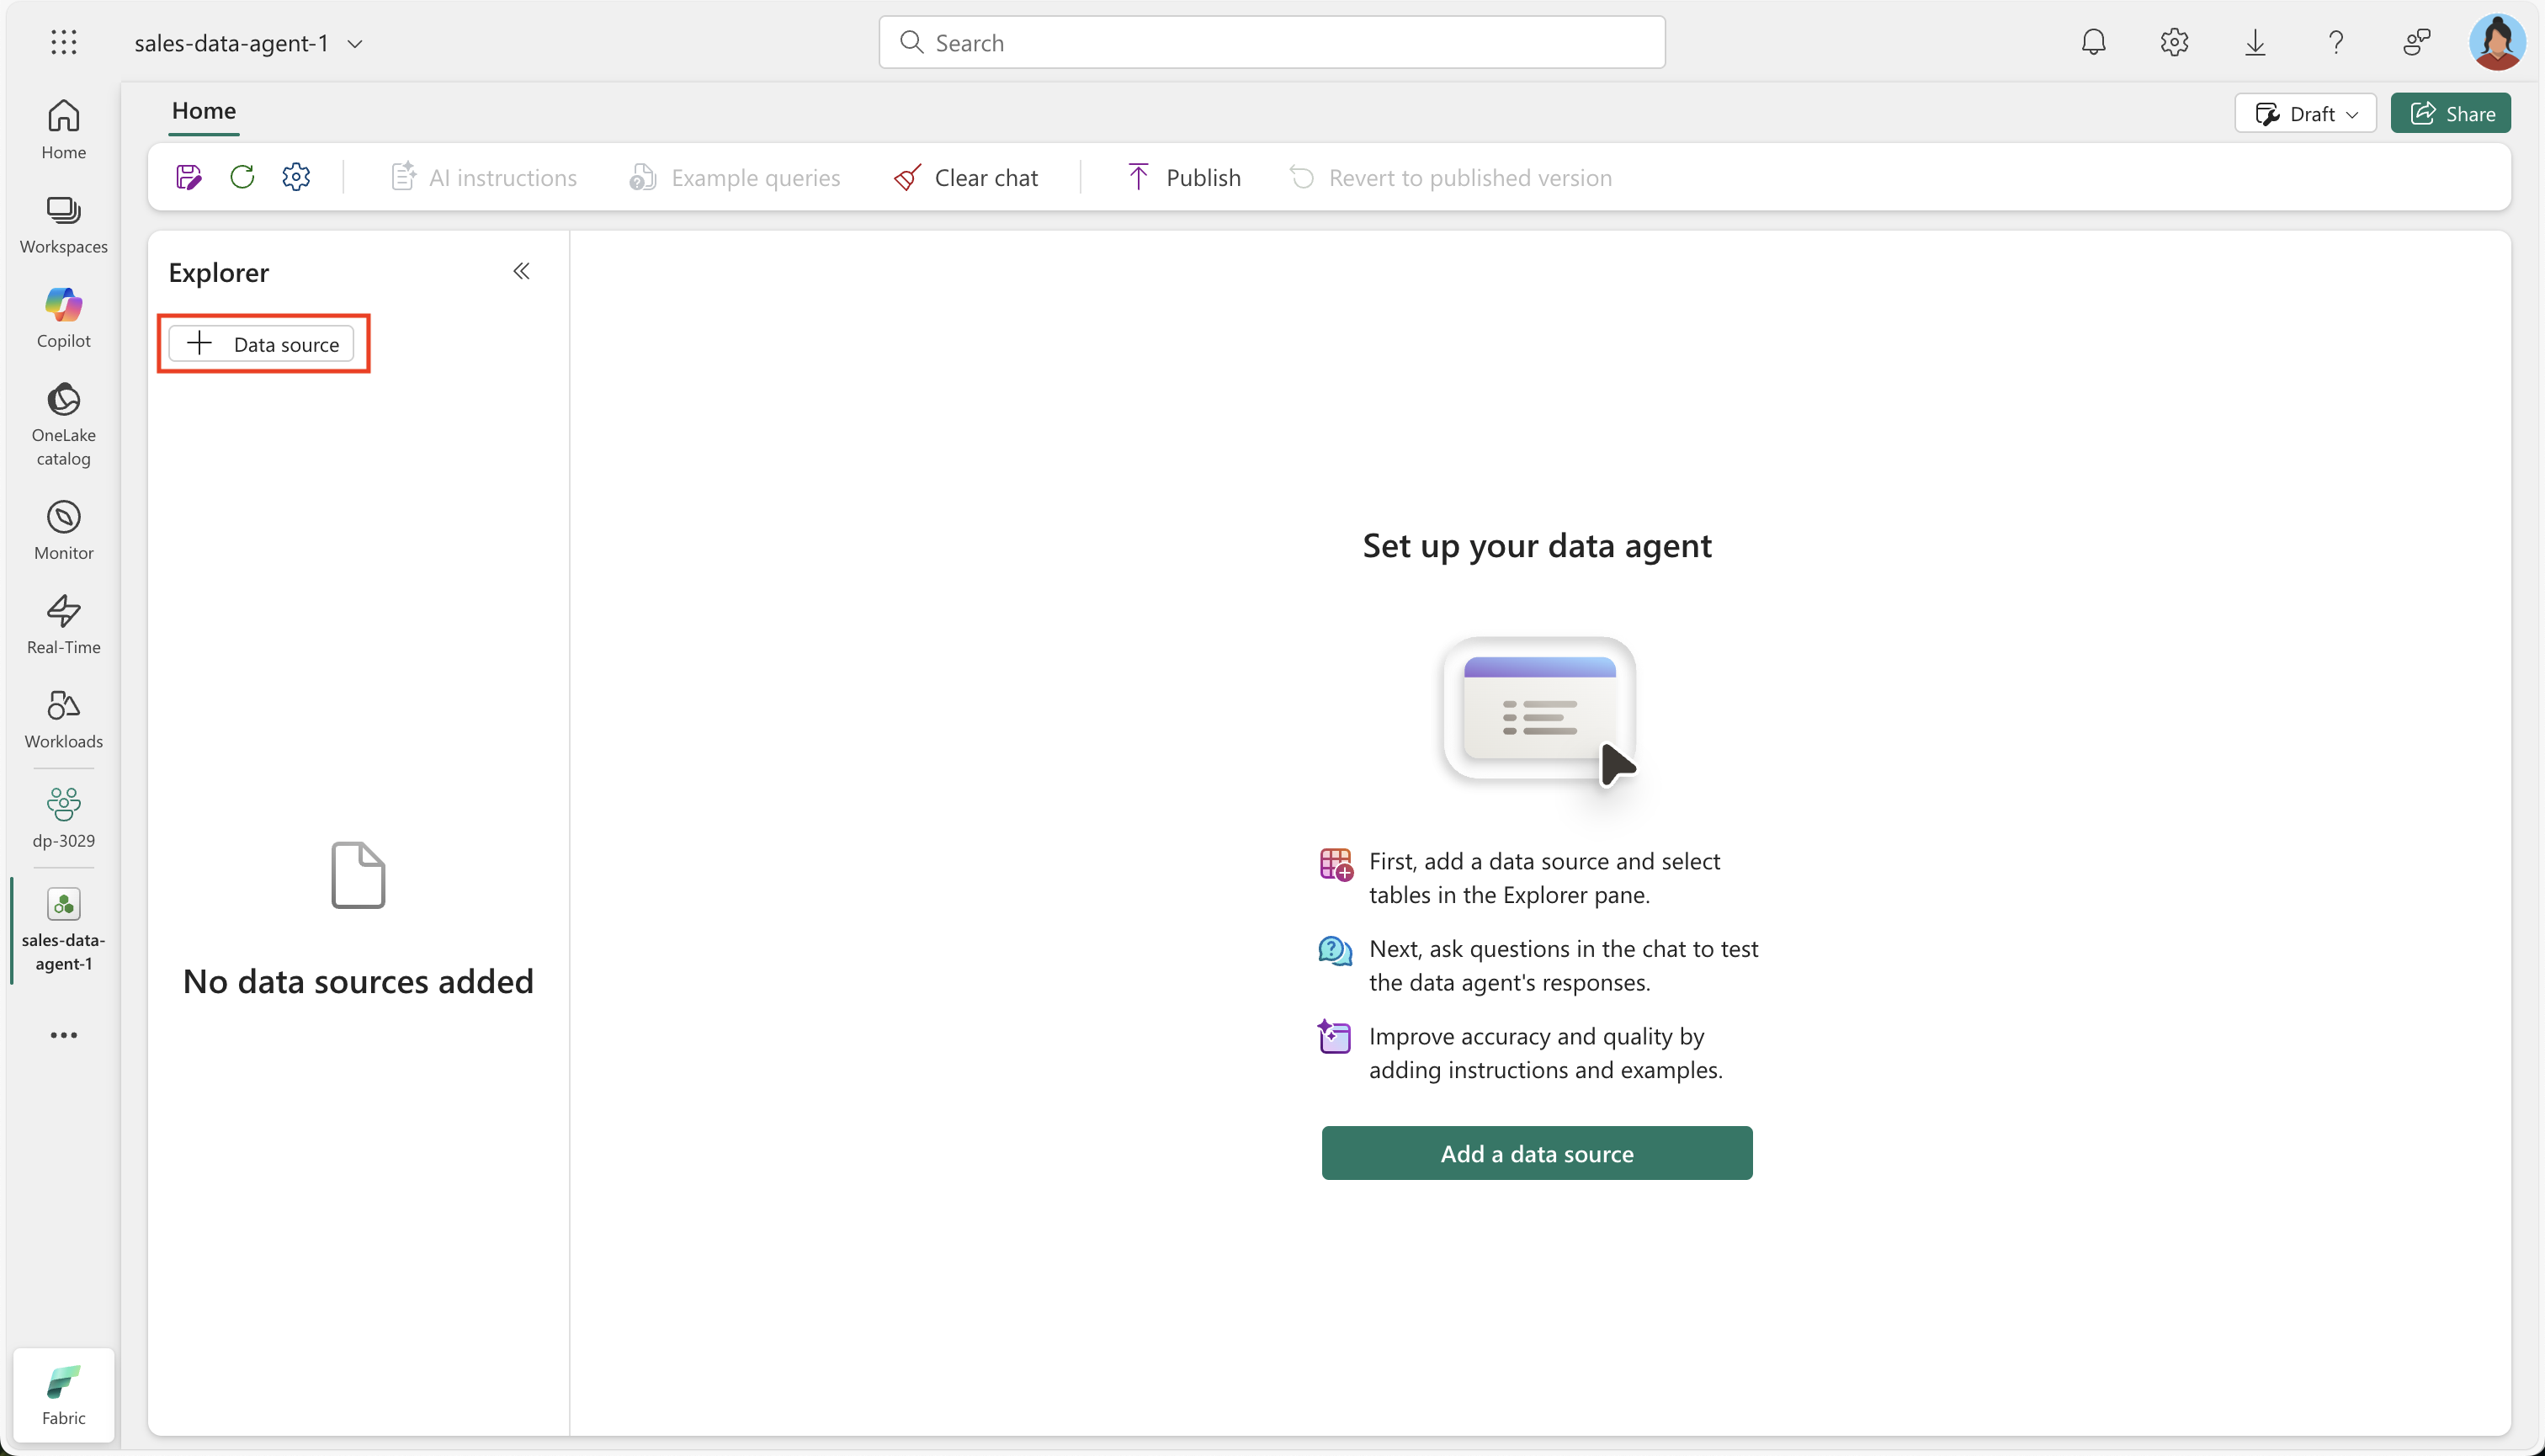 sales-data-agent-1
Search
Home
Draft
Share
AI instructions
Example queries
Clear chat
Publish
Revert to published version
Home
Workspaces
Copilot
OneLake
catalog
Monitor
Real-Time
Workloads
dp-3029
sales-data-
agent-1
Fabric
Explorer
Data source
No data sources added
Set up your data agent
First, add a data source and select
tables in the Explorer pane.
Next, ask questions in the chat to test
the data agent's responses.
Improve accuracy and quality by
adding instructions and examples.
Add a data source